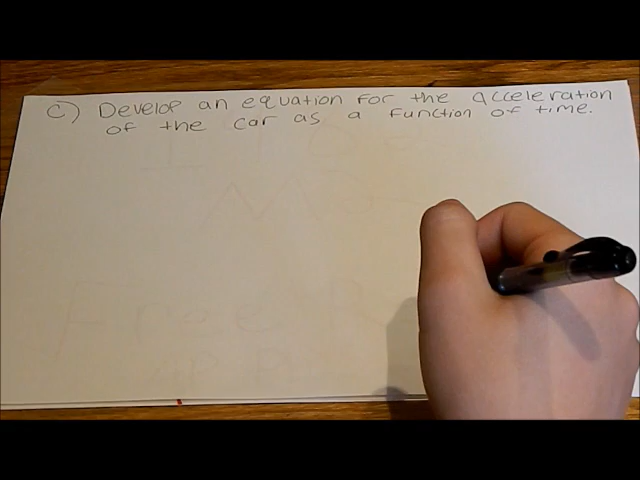 c) Develop an equation for the acceleration
of the car as a function of time.